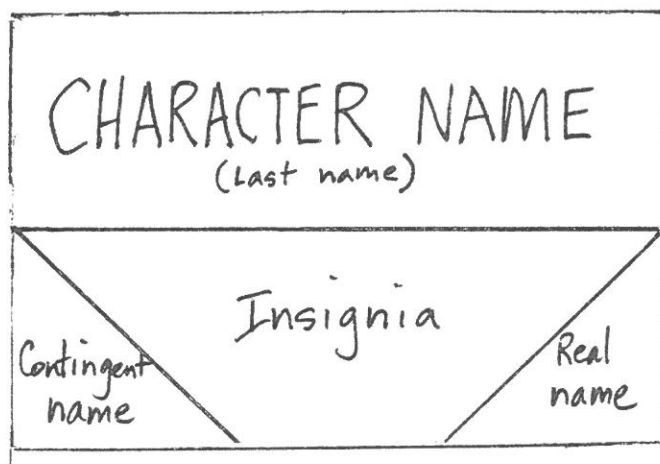 CHARACTER NAME
(Last name)
Insignia
Contingent
name
Real
name